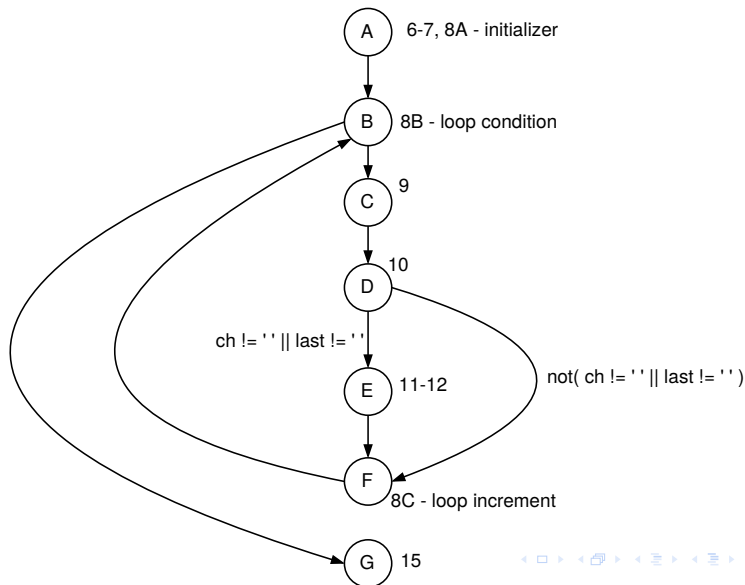 A 6-7, 8A - initializer
B 8B - loop condition
C 9
D 10
ch != ' ' || last != ' '
E 11-12
not( ch != ' ' || last != ' ' )
F 8C - loop increment
G 15